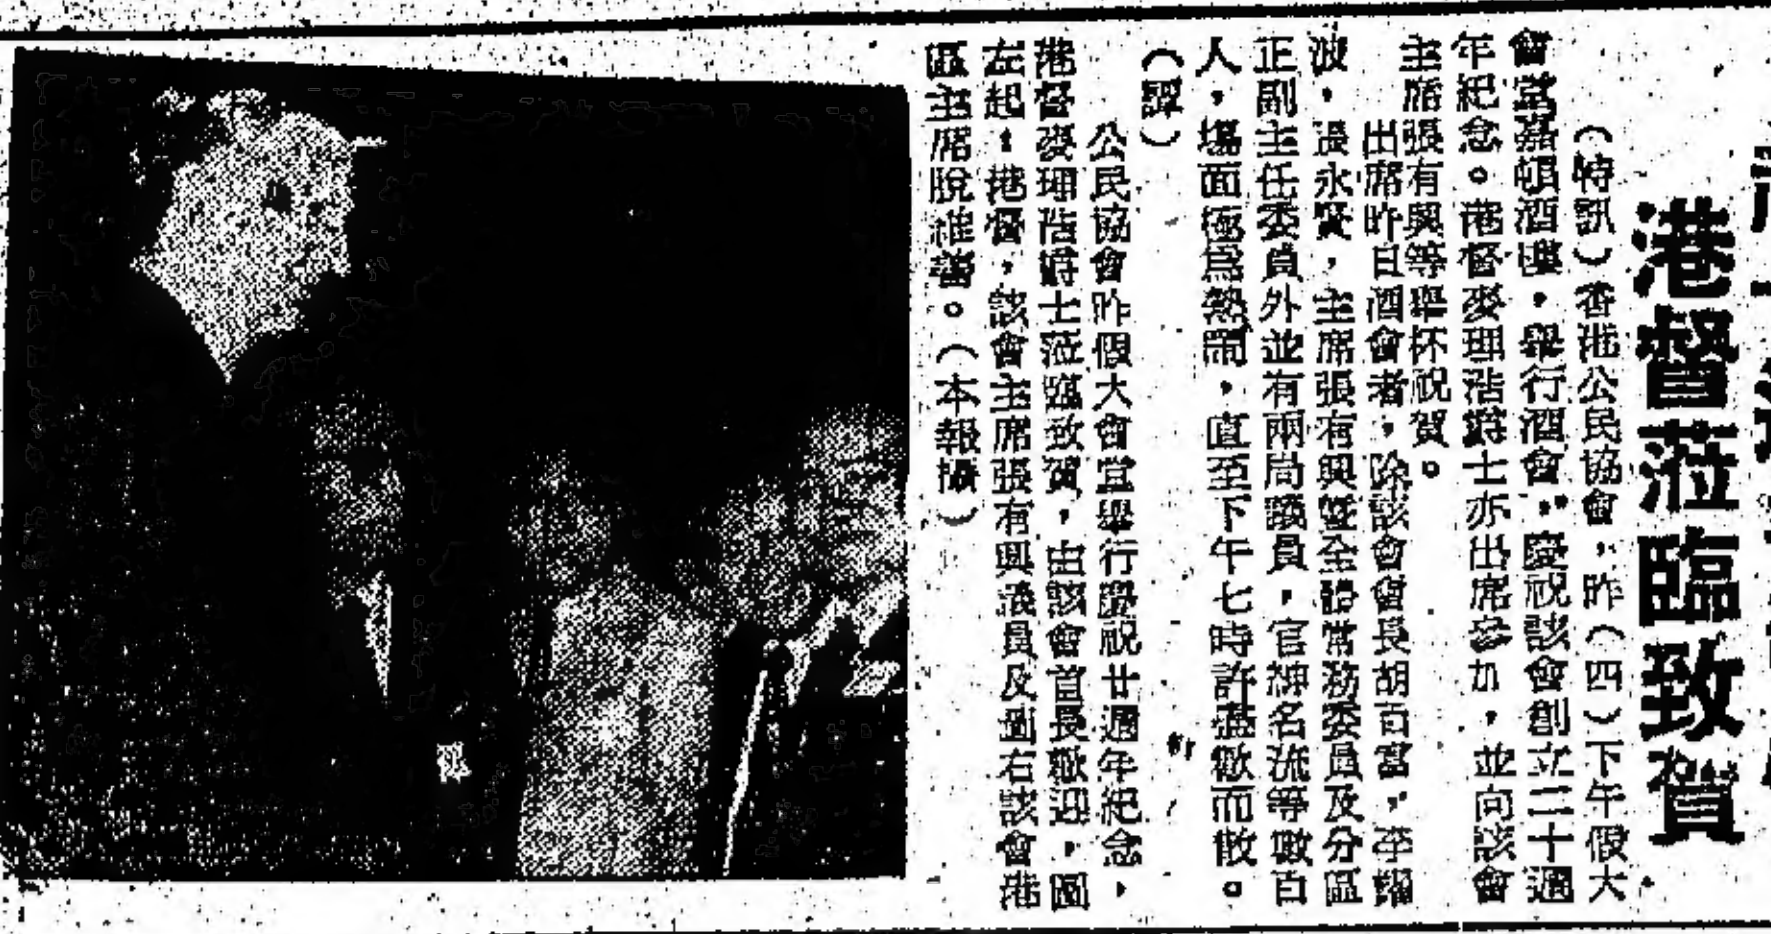 港督蒞臨致賀
（特訊）香港公民協會，昨（四）下午假大
會堂嘉頓酒樓，舉行酒會，慶祝該會創立二十週
年紀念。港督麥理浩爵士亦出席參加，並向該會
主席張有興等舉杯祝賀。
出席昨日酒會者，除該會會長胡百富，李耀
波，張永賢，主席張有興暨全體常務委員及分區
正副主任委員外並有兩局議員，官紳名流等數百
人，場面極爲熱鬧，直至下午七時許盡歡而散。
（譚）
公民協會昨假大會堂舉行慶祝廿週年紀念，
港督麥理浩爵士蒞臨致賀，由該會首長歡迎，圖
左起：港督，該會主席張有興議員及圖右該會港
區主席脫維善。（本報攝）